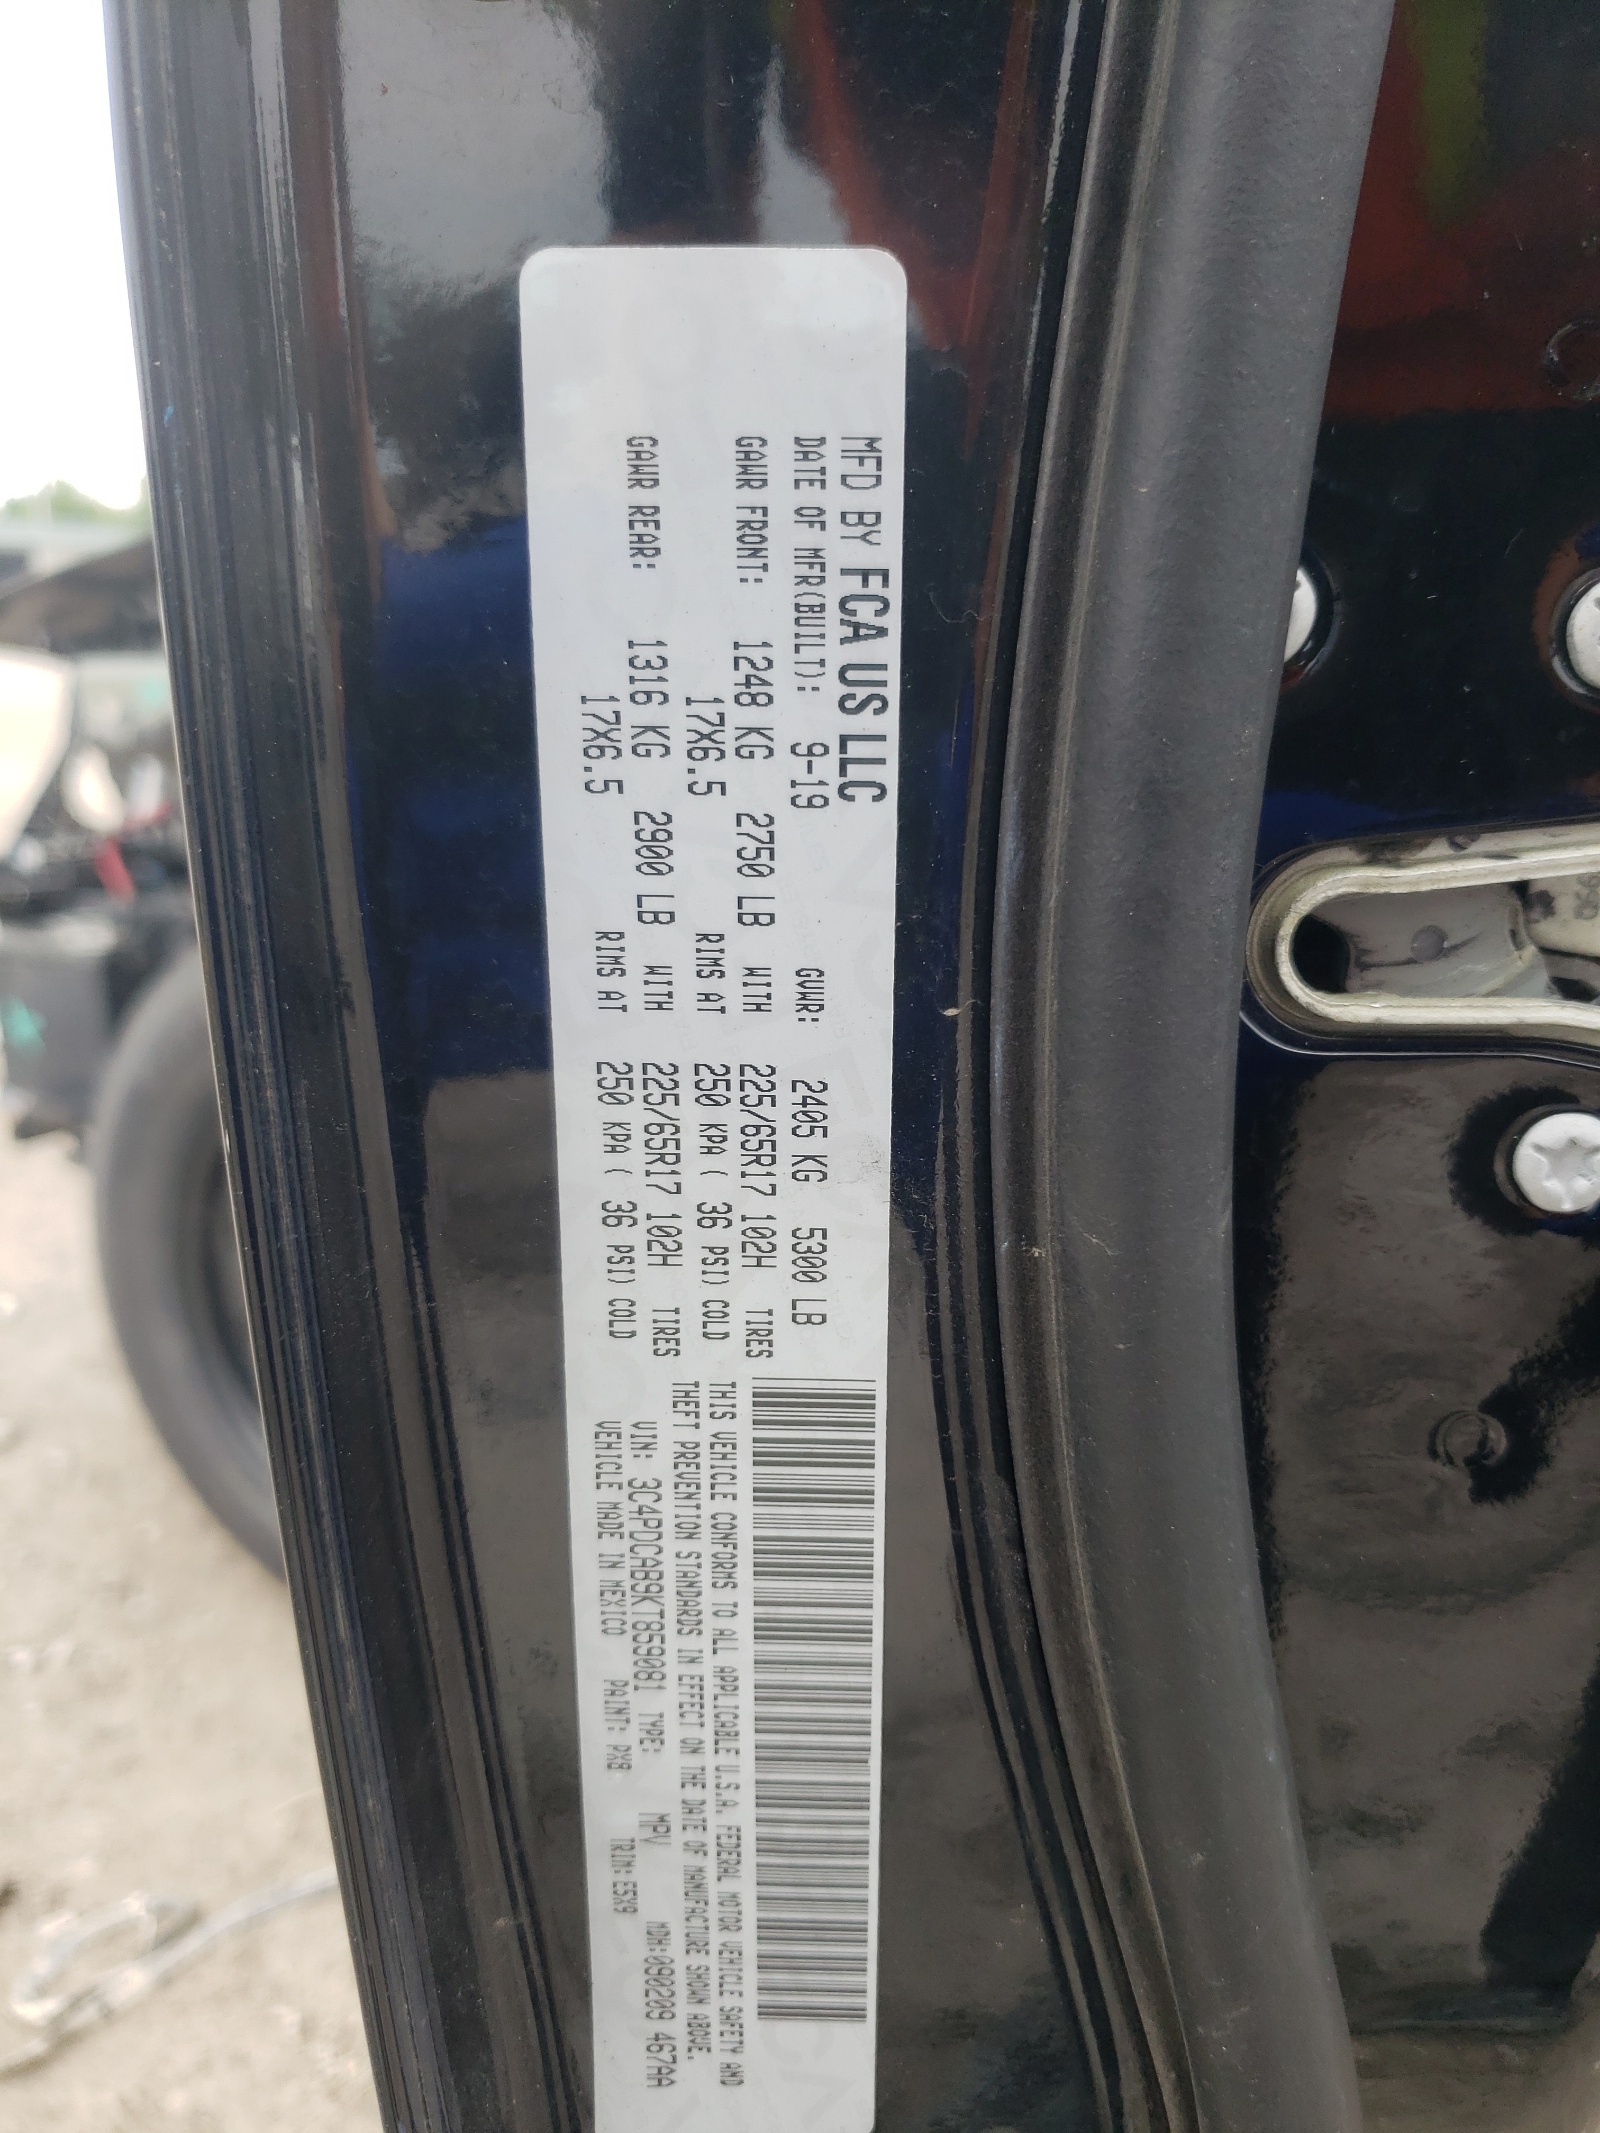 MFD BY FCA US LLC
DATE OF MFR(BUILT): 9-19 GVWR: 2405 KG 5300 LB
GAWR FRONT: 1248 KG 2750 LB WITH 225/65R17 102H TIRES
17X6.5 RIMS AT 250 KPA ( 36 PSI) COLD
GAWR REAR: 1316 KG 2900 LB WITH 225/65R17 102H TIRES
17X6.5 RIMS AT 250 KPA ( 36 PSI) COLD
THIS VEHICLE CONFORMS TO ALL APPLICABLE U.S.A. FEDERAL MOTOR VEHICLE SAFETY AND
THEFT PREVENTION STANDARDS IN EFFECT ON THE DATE OF MANUFACTURE SHOWN ABOVE.
VIN: 3C4PDCAB9KT859081 TYPE: MPV MDH:090209 467AA
VEHICLE MADE IN MEXICO PAINT: PX8 TRIM:E5X9